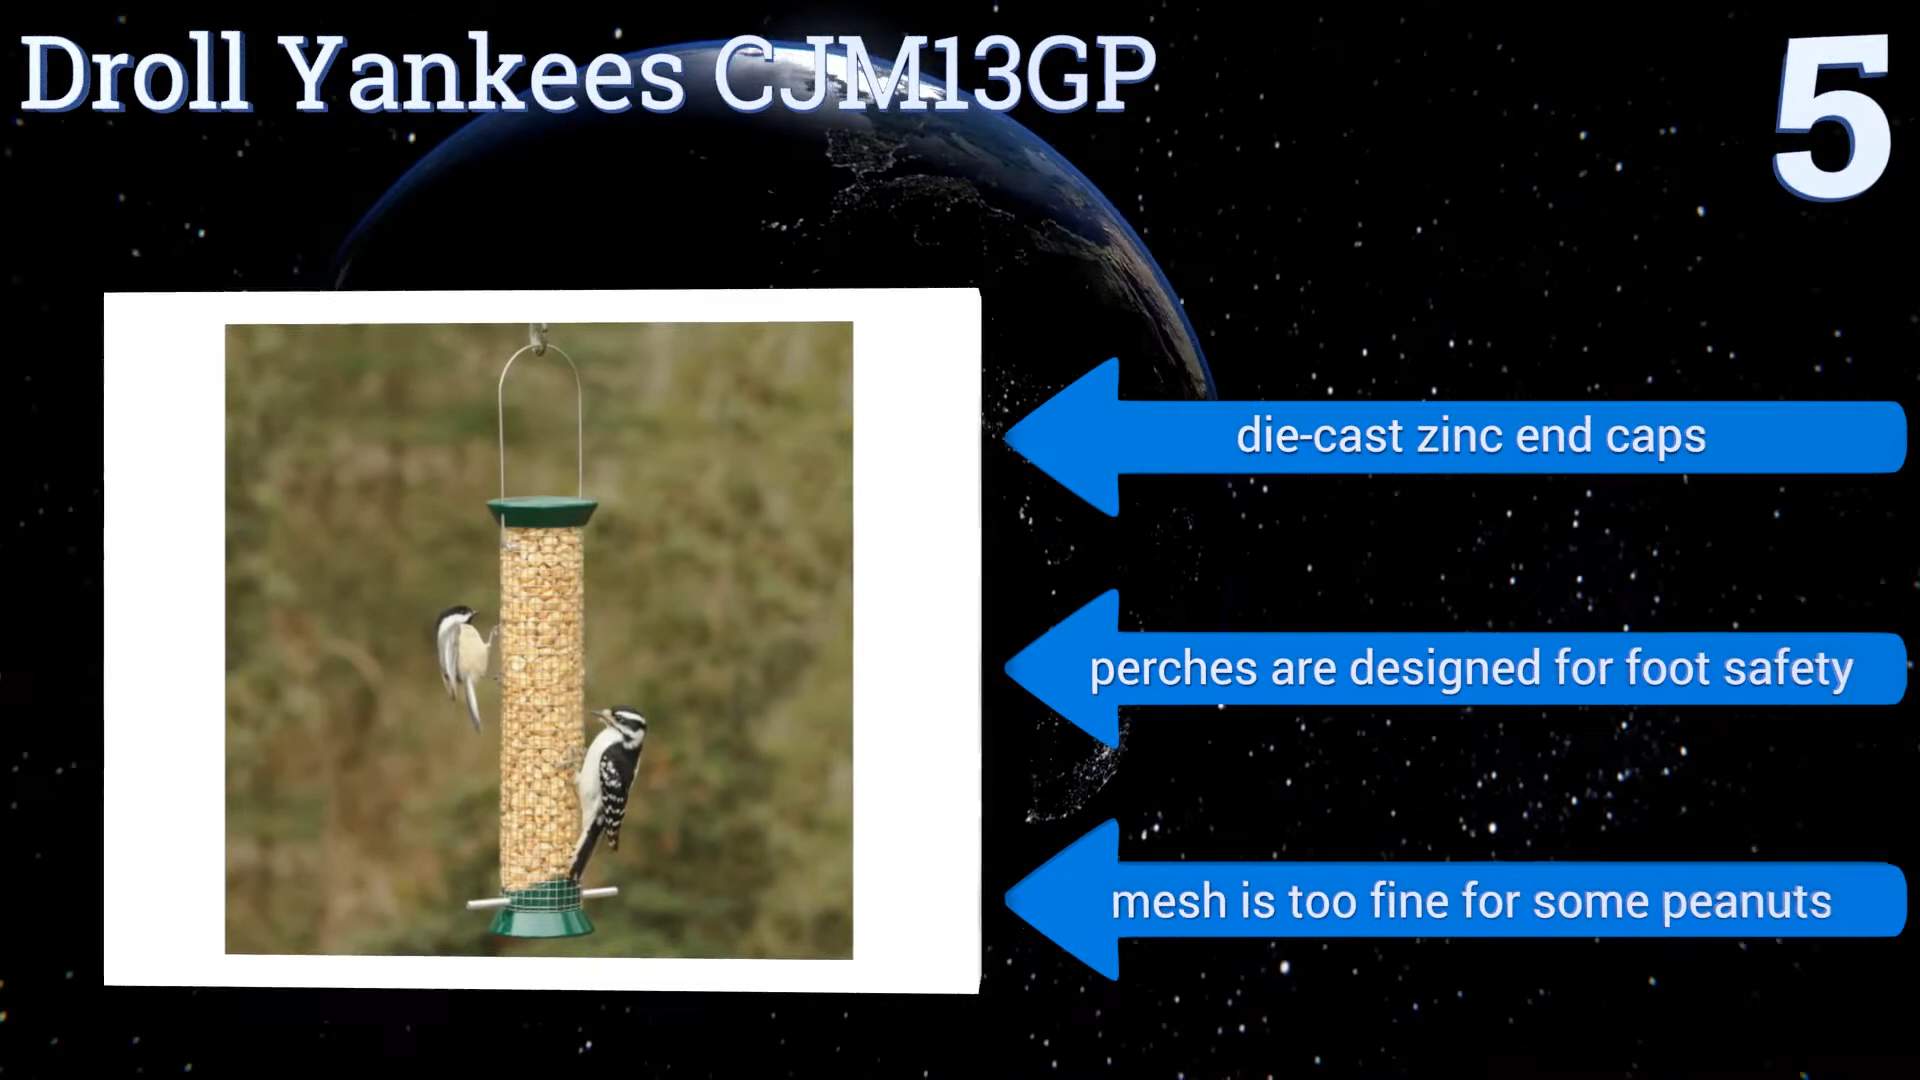 Droll Yankees CJM13GP
5
die-cast zinc end caps
perches are designed for foot safety
mesh is too fine for some peanuts